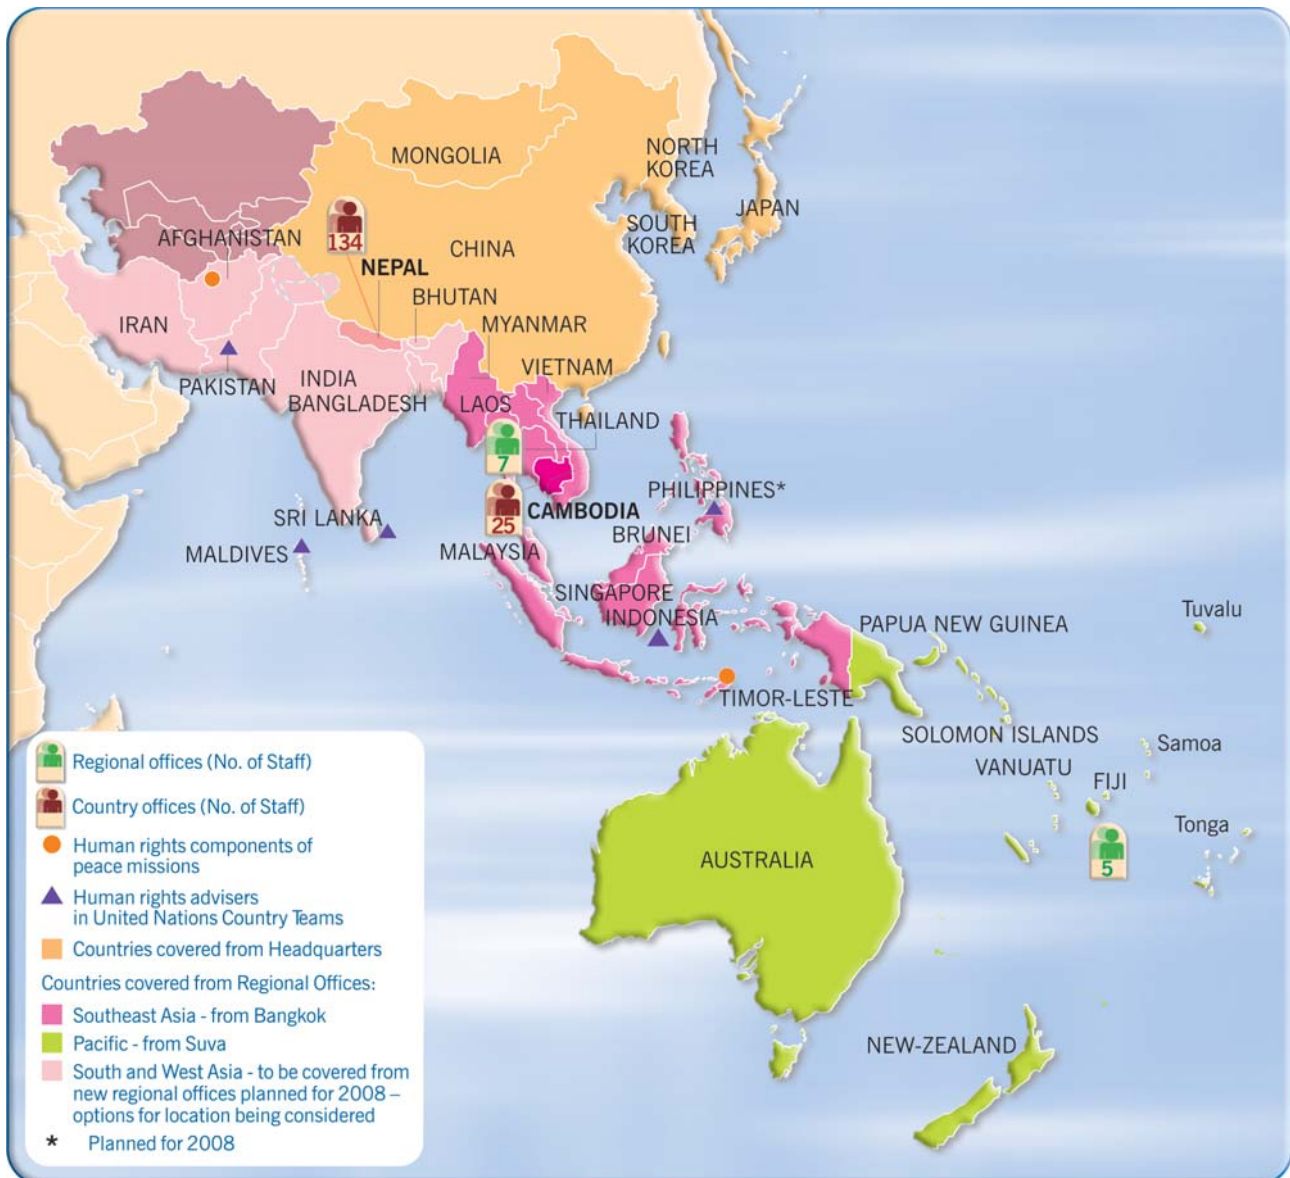 MONGOLIA
NORTH
KOREA
JAPAN
SOUTH
KOREA
AFGHANISTAN
134
CHINA
NEPAL
BHUTAN
IRAN
MYANMAR
VIETNAM
PAKISTAN
INDIA
BANGLADESH
LAOS
THAILAND
7
PHILIPPINES*
25
CAMBODIA
SRI LANKA
BRUNEI
MALDIVES
MALAYSIA
SINGAPORE
INDONESIA
PAPUA NEW GUINEA
Tuvalu
TIMOR-LESTE
SOLOMON ISLANDS
Samoa
VANUATU
FIJI
Tonga
5
AUSTRALIA
NEW-ZEALAND
Regional offices (No. of Staff)
Country offices (No. of Staff)
Human rights components of
peace missions
Human rights advisers
in United Nations Country Teams
Countries covered from Headquarters
Countries covered from Regional Offices:
Southeast Asia - from Bangkok
Pacific - from Suva
South and West Asia - to be covered from
new regional offices planned for 2008 –
options for location being considered
* Planned for 2008